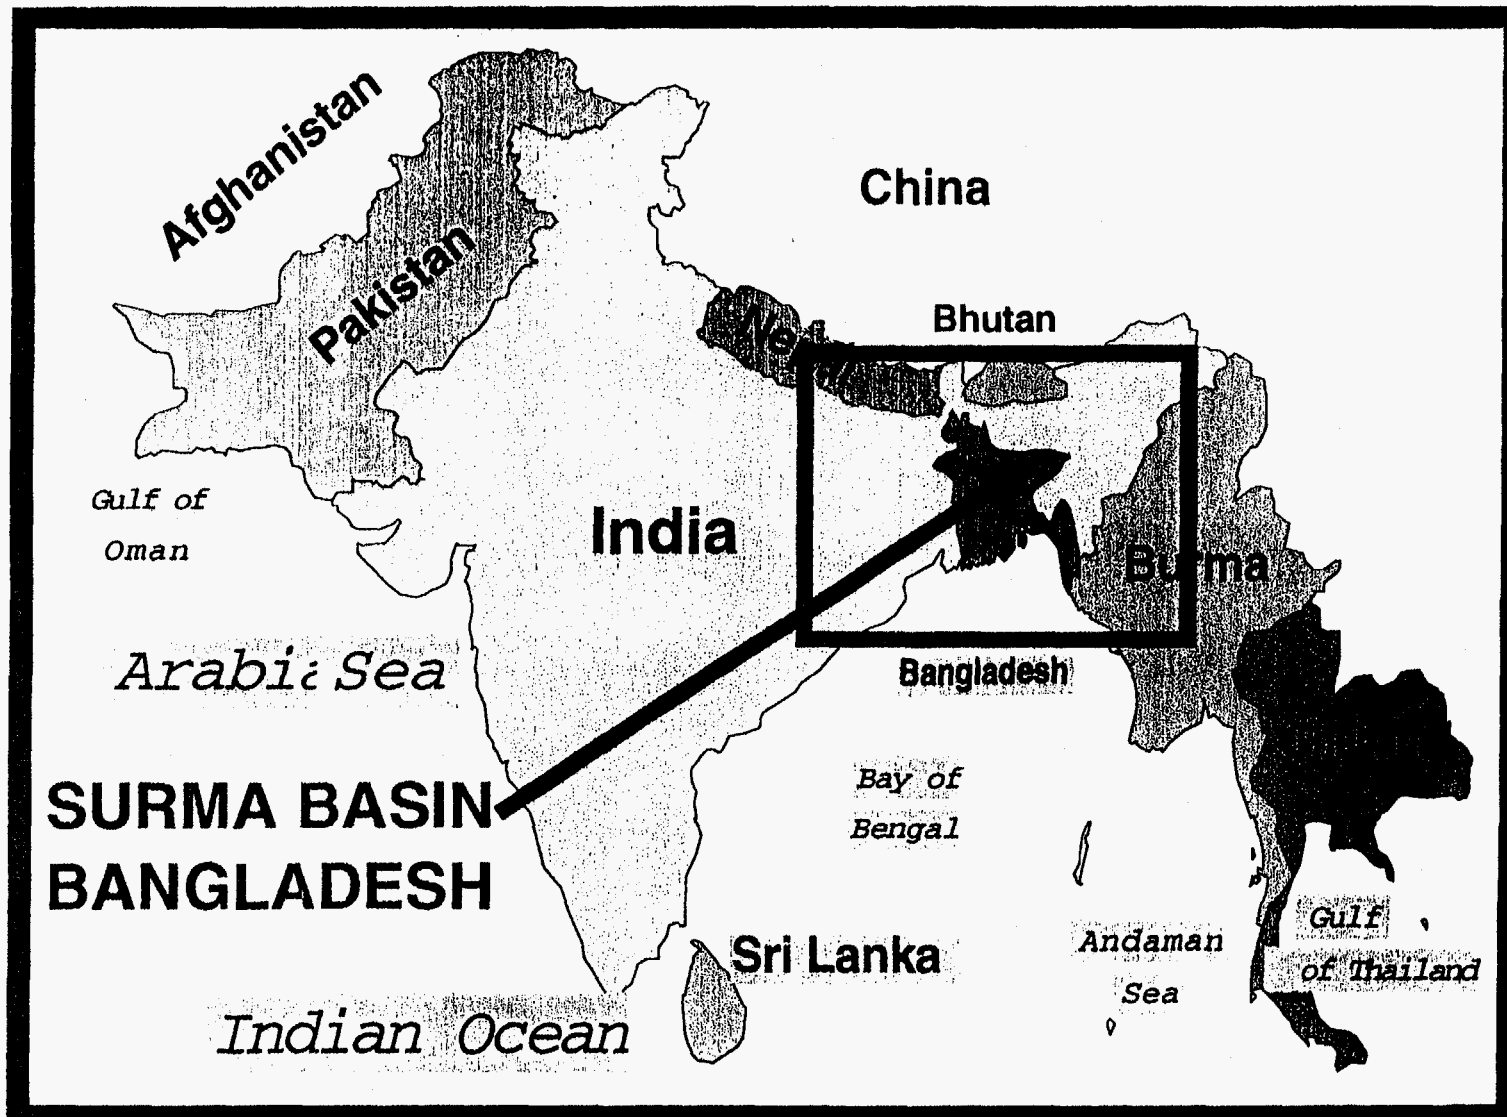 Afghanistan
China
Pakistan
Bhutan
Gulf of
Oman
India
Burma
Arabi Sea
Bangladesh
SURMA BASIN
BANGLADESH
Bay of
Bengal
Sri Lanka
Andaman
Sea
Gulf
of Thailand
Indian Ocean